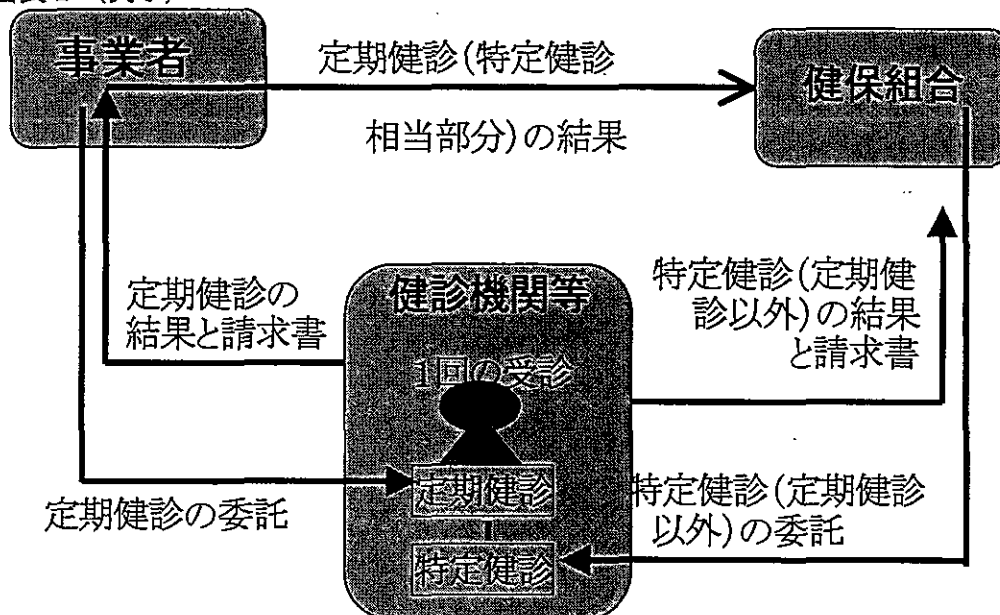 事業者
定期健診(特定健診
相当部分)の結果
健保組合
定期健診の
結果と請求書
健診機関等
1回の受診
特定健診(定期健
診以外)の結果
と請求書
定期健診
特定健診
定期健診の委託
特定健診(定期健診
以外)の委託